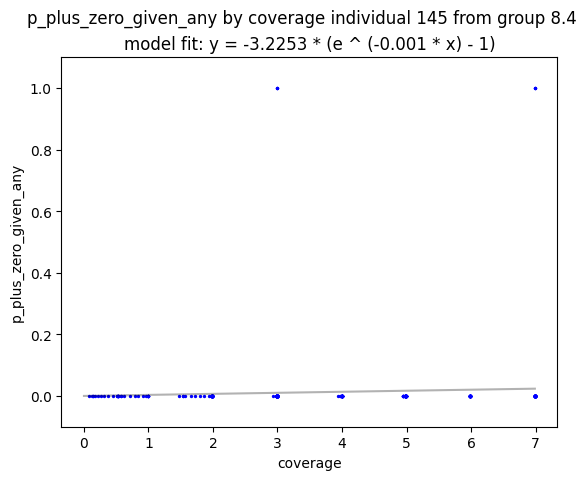 p_plus_zero_given_any by coverage individual 145 from group 8.4
model fit: y = -3.2253 * (e ^ (-0.001 * x) - 1)
1.0
0.8
0.6
0.4
0.2
0.0
p_plus_zero_given_any
0 1 2 3 4 5 6 7
coverage